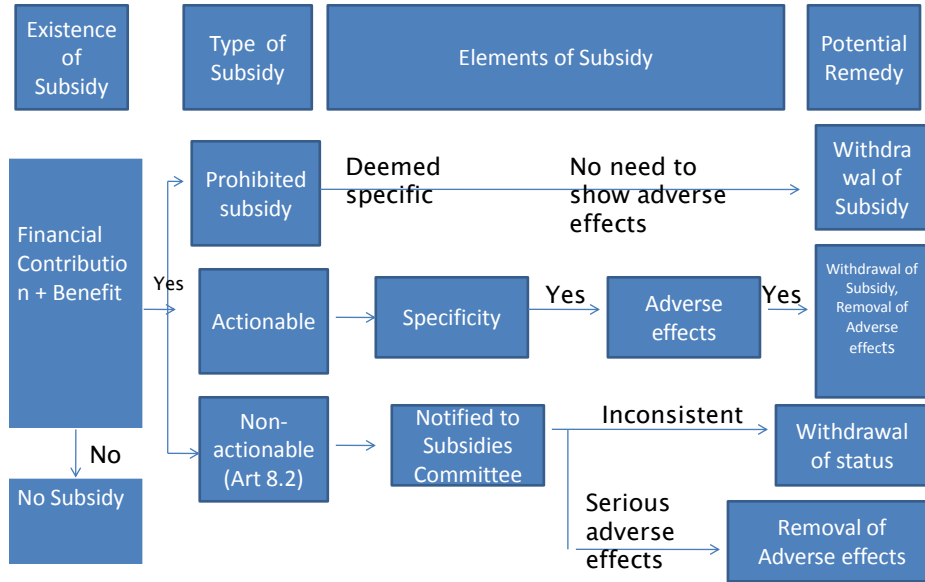 Existence
of
Subsidy
Type of
Subsidy
Elements of Subsidy
Potential
Remedy
Financial
Contributio
n + Benefit
Yes
No
No Subsidy
Prohibited
subsidy
Deemed
specific
No need to
show adverse
effects
Withdra
wal of
Subsidy
Actionable
Specificity
Yes
Adverse
effects
Yes
Withdrawal of
Subsidy,
Removal of
Adverse
effects
Non-
actionable
(Art 8.2)
Notified to
Subsidies
Committee
Inconsistent
Withdrawal
of status
Serious
adverse
effects
Removal of
Adverse effects